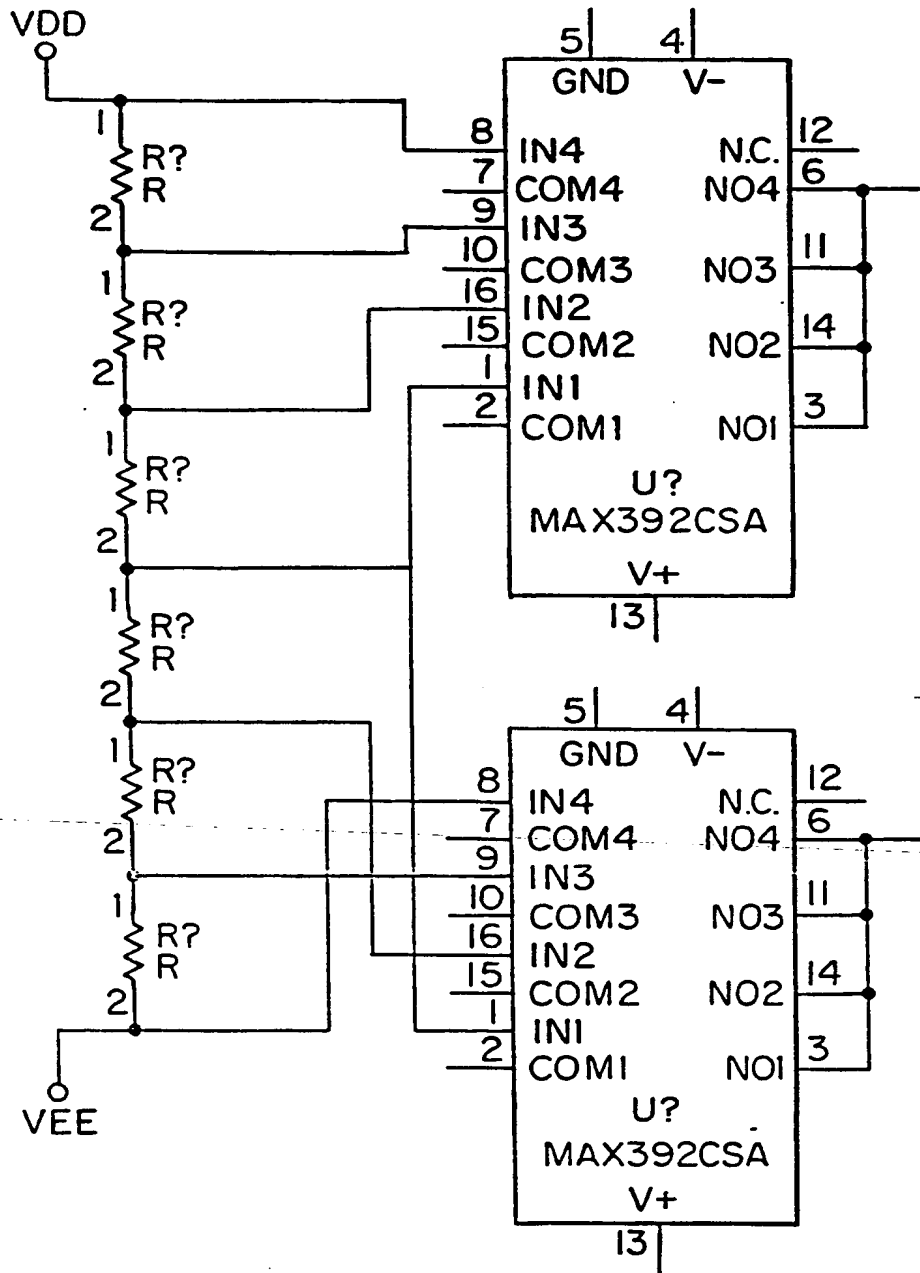 VDD
1
R?
R
2
1
R?
R
2
1
R?
R
2
1
R?
R
2
1
R?
R
2
1
R?
R
2
VEE
5 4
GND V-
8 IN4 N.C. 12
7 COM4 NO4 6
9 IN3
10 COM3 NO3 11
16 IN2
15 COM2 NO2 14
1 IN1
2 COM1 NO1 3
U?
MAX392CSA
V+
13
5 4
GND V-
8 IN4 N.C. 12
7 COM4 NO4 6
9 IN3
10 COM3 NO3 11
16 IN2
15 COM2 NO2 14
1 IN1
2 COM1 NO1 3
U?
MAX392CSA
V+
13